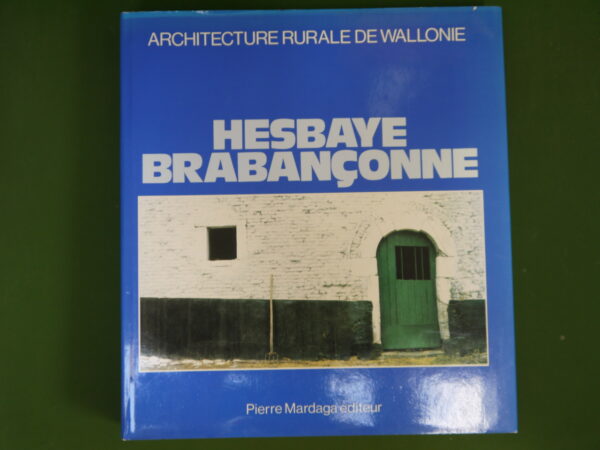 ARCHITECTURE RURALE DE WALLONIE
HESBAYE
BRABANÇONNE
Pierre Mardaga éditeur